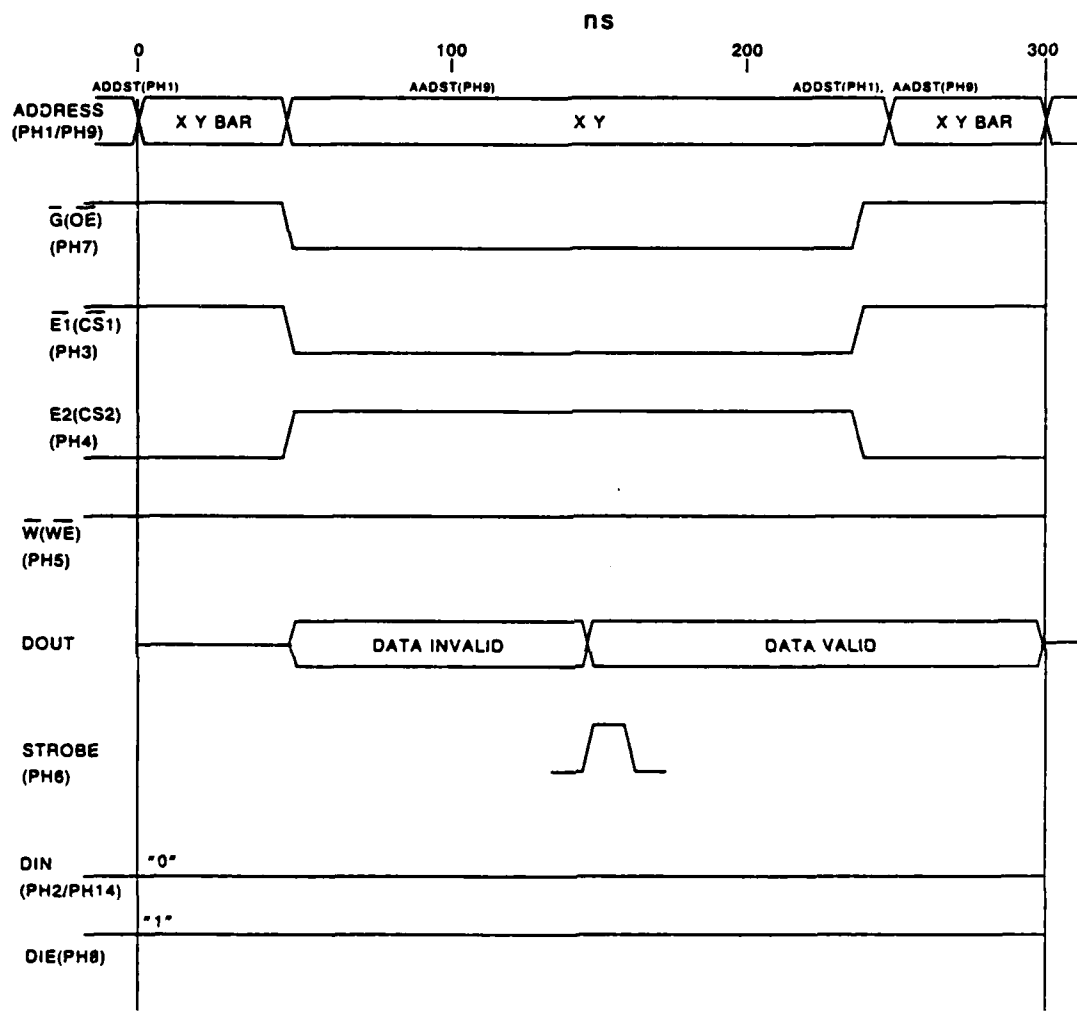 ns
0 100 200 300
ADDST(PH1) AADST(PH9) ADDST(PH1), AADST(PH9)
ADDRESS
(PH1/PH9)
X Y BAR X Y X Y BAR
G(OE)
(PH7)
E1(CS1)
(PH3)
E2(CS2)
(PH4)
W(WE)
(PH5)
DOUT DATA INVALID DATA VALID
STROBE
(PH6)
"0"
DIN
(PH2/PH14)
"1"
DIE(PH8)